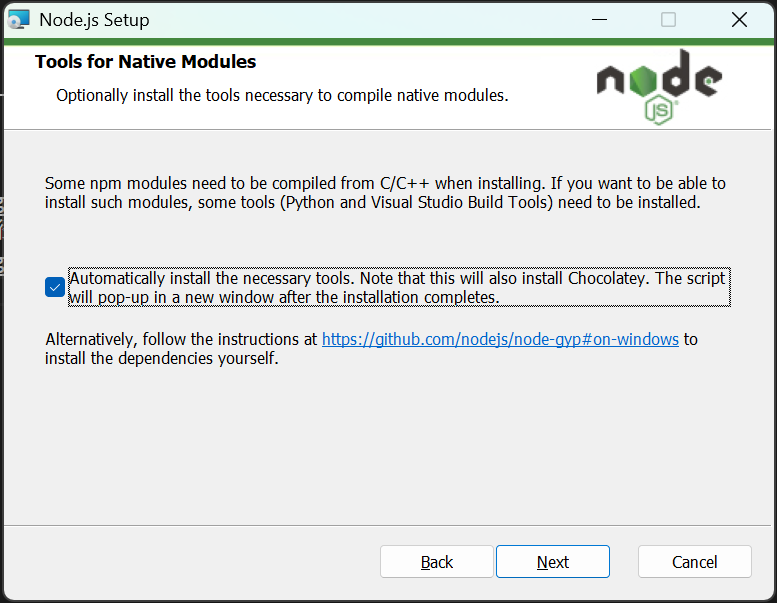 Node.js Setup
Tools for Native Modules
Optionally install the tools necessary to compile native modules.
node
JS
Some npm modules need to be compiled from C/C++ when installing. If you want to be able to
install such modules, some tools (Python and Visual Studio Build Tools) need to be installed.
Automatically install the necessary tools. Note that this will also install Chocolatey. The script
will pop-up in a new window after the installation completes.
Alternatively, follow the instructions at https://github.com/nodejs/node-gyp#on-windows to
install the dependencies yourself.
Back
Next
Cancel